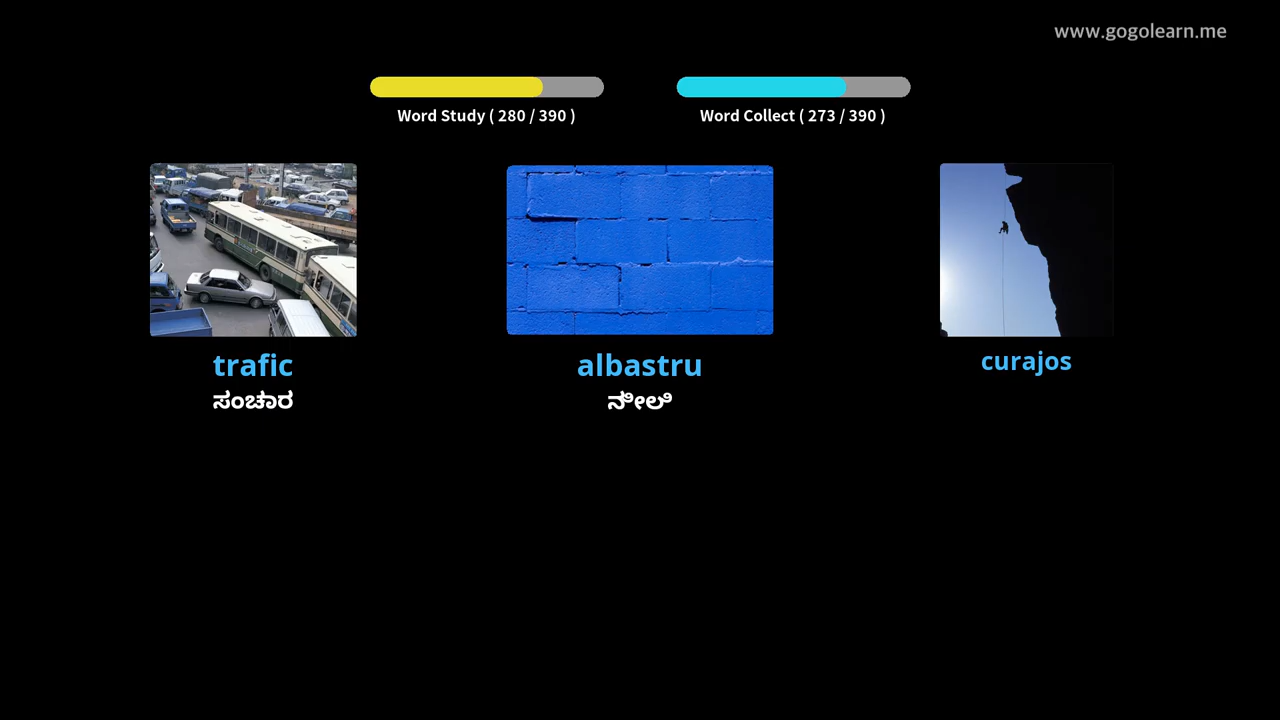 www.gogolearn.me
Word Study ( 280 / 390 )
Word Collect ( 273 / 390 )
trafic
albastru
curajos
ಸಂಚಾರ
ನೀಲಿ